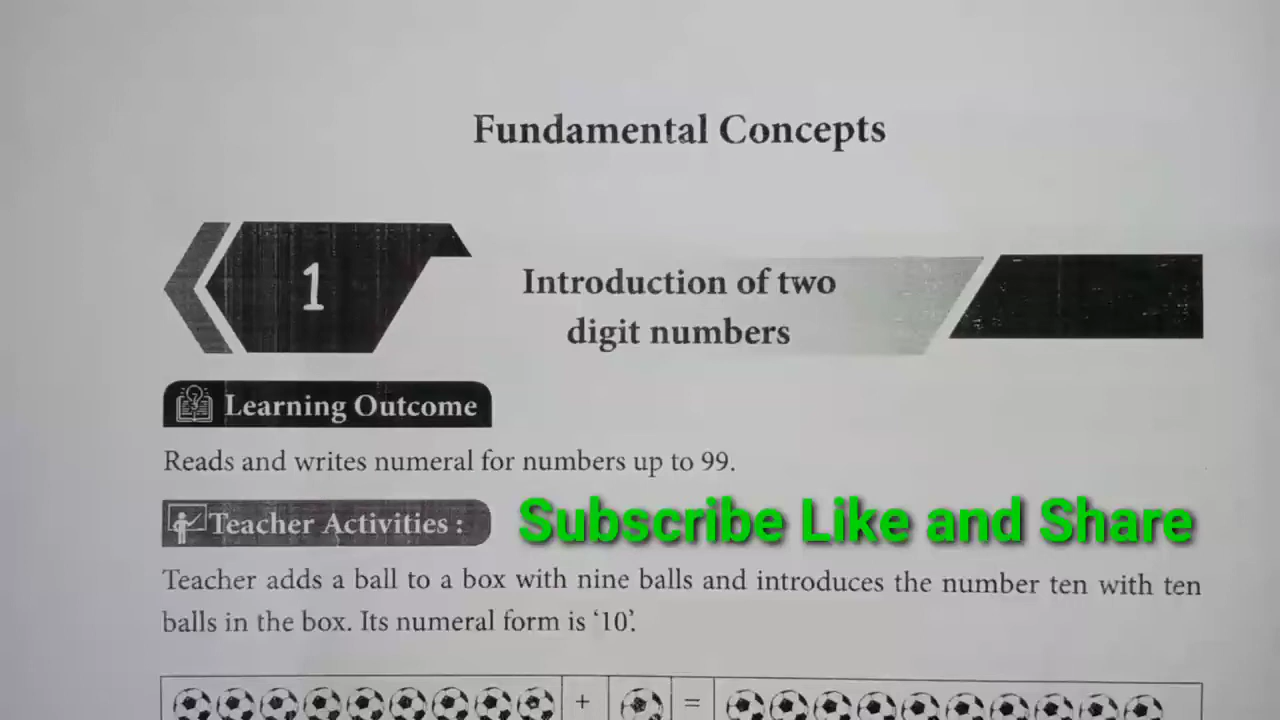 Fundamental Concepts
1
Introduction of two
digit numbers
Learning Outcome
Reads and writes numeral for numbers up to 99.
Teacher Activities :
Subscribe Like and Share
Teacher adds a ball to a box with nine balls and introduces the number ten with ten
balls in the box. Its numeral form is ‘10’.
+ =